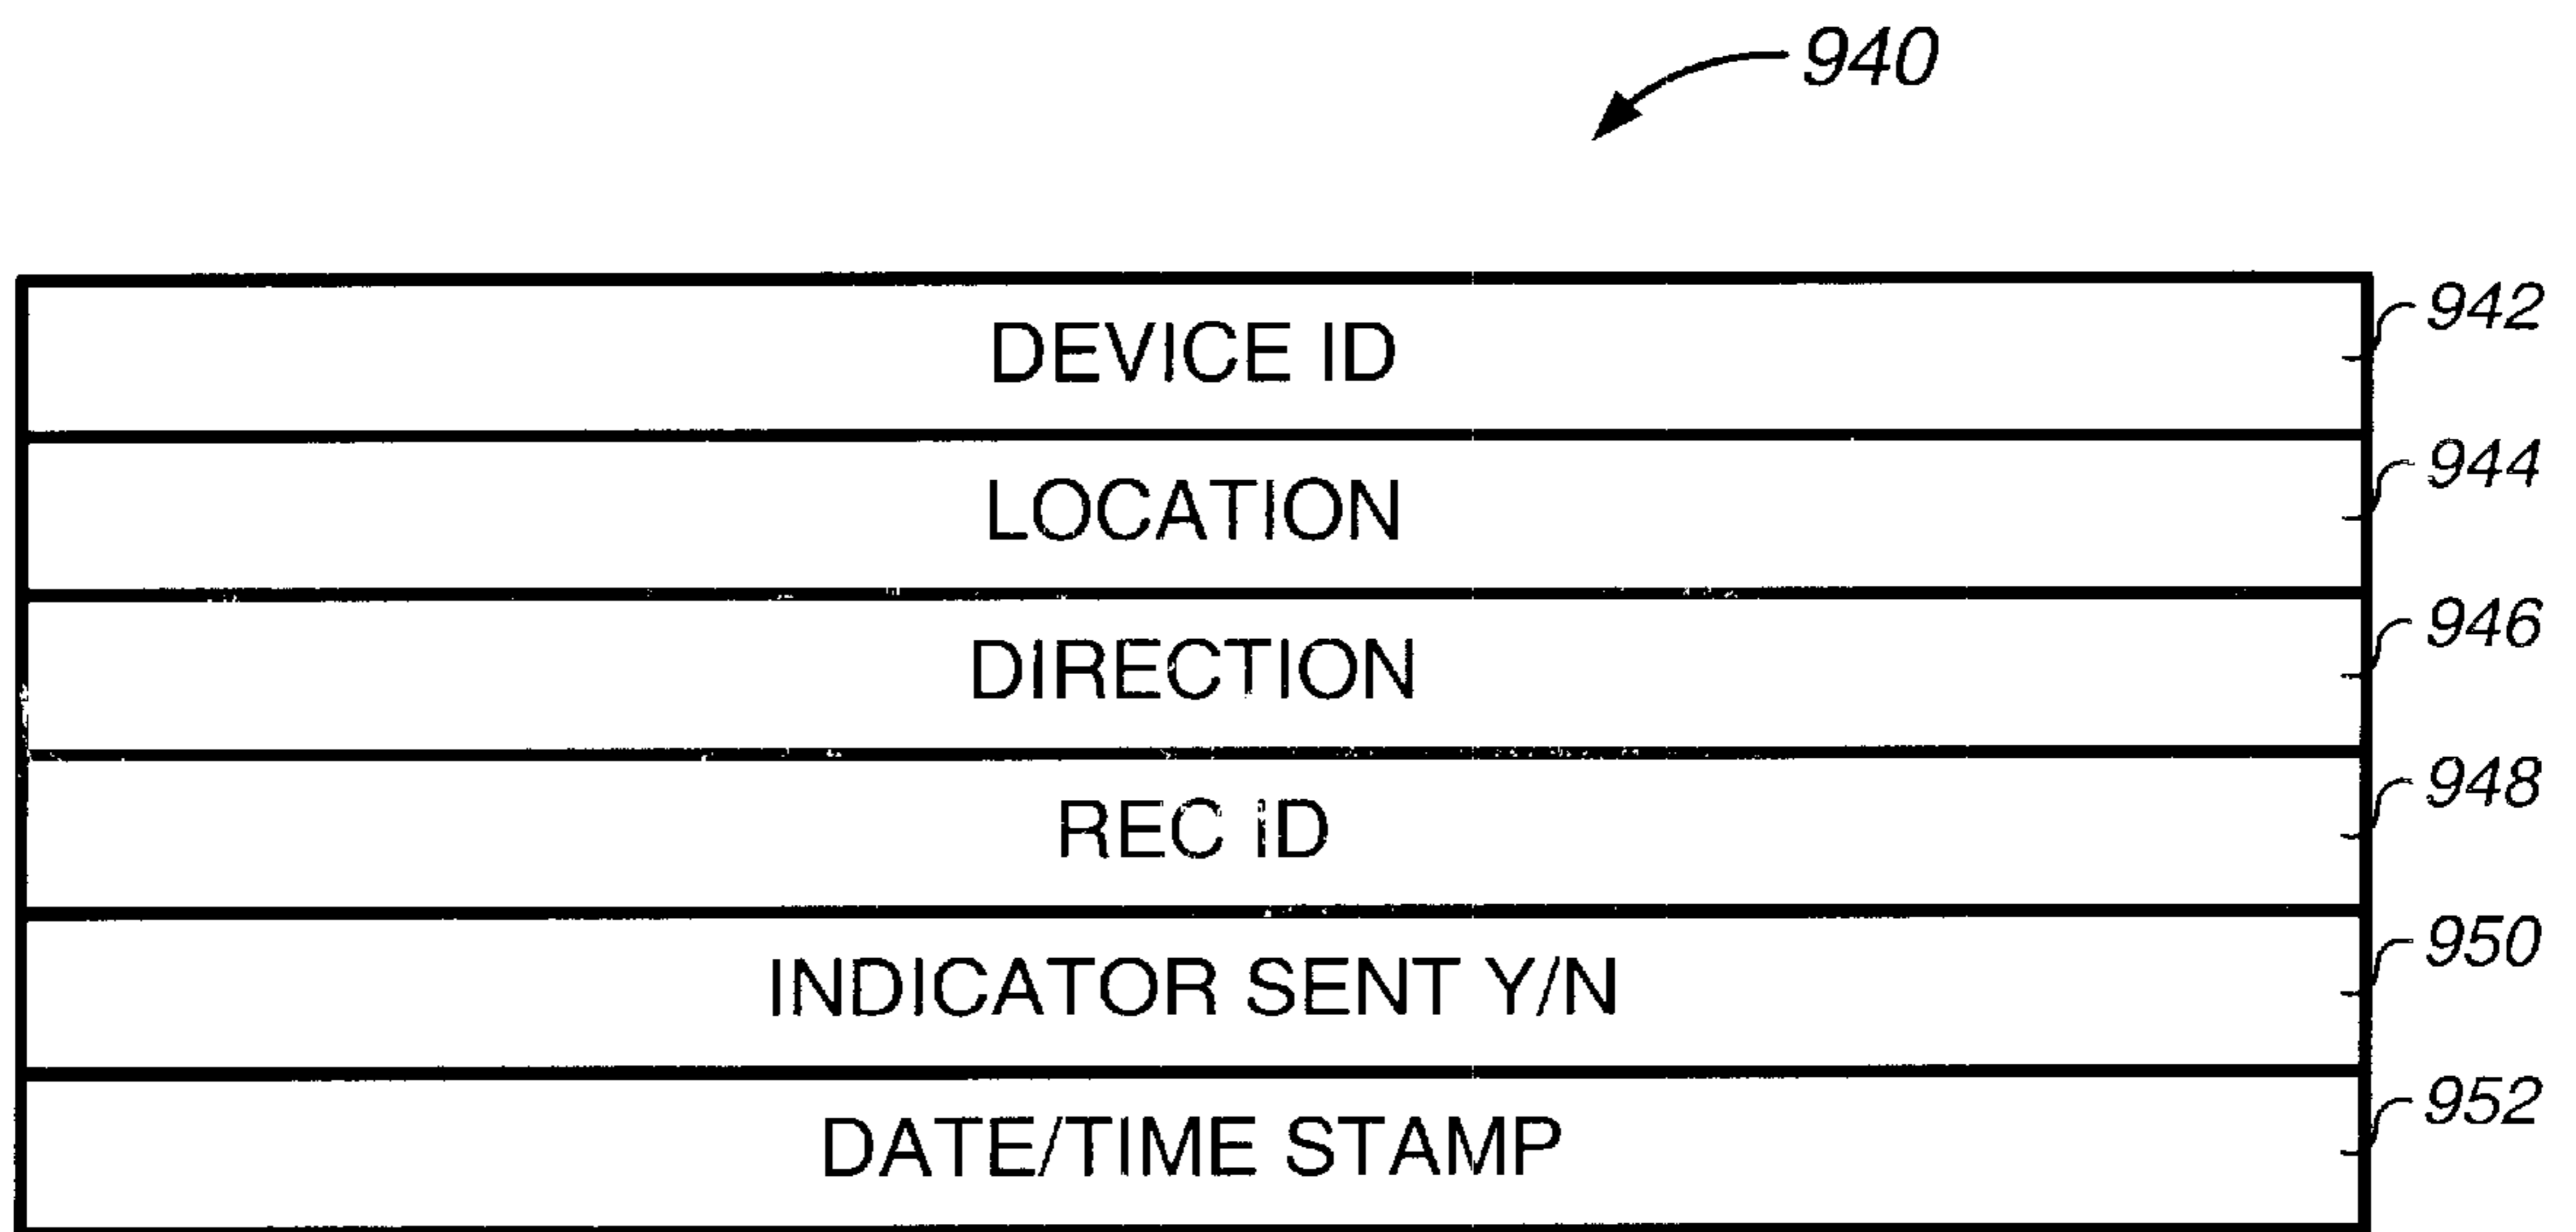 940
DEVICE ID 942
LOCATION 944
DIRECTION 946
REC ID 948
INDICATOR SENT Y/N 950
DATE/TIME STAMP 952